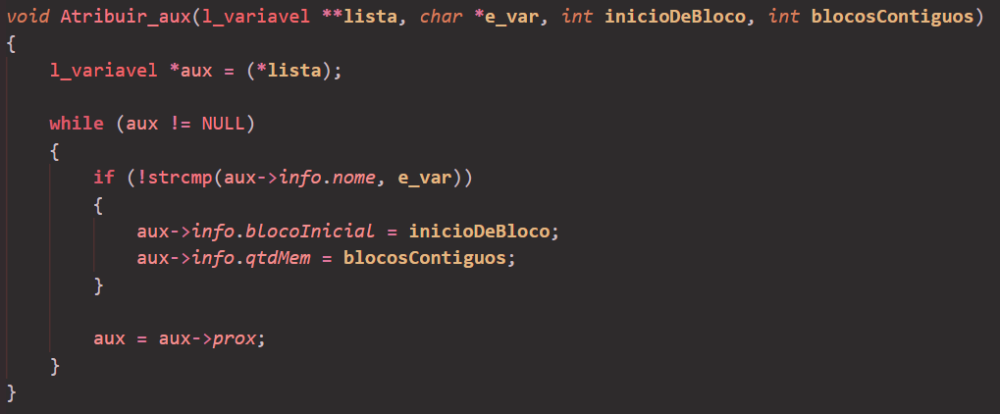 void Atribuir_aux(l_variavel **lista, char *e_var, int inicioDeBloco, int blocosContiguos)
{
    l_variavel *aux = (*lista);
    while (aux != NULL)
    {
        if (!strcmp(aux->info.nome, e_var))
        {
            aux->info.blocoInicial = inicioDeBloco;
            aux->info.qtdMem = blocosContiguos;
        }
        aux = aux->prox;
    }
}